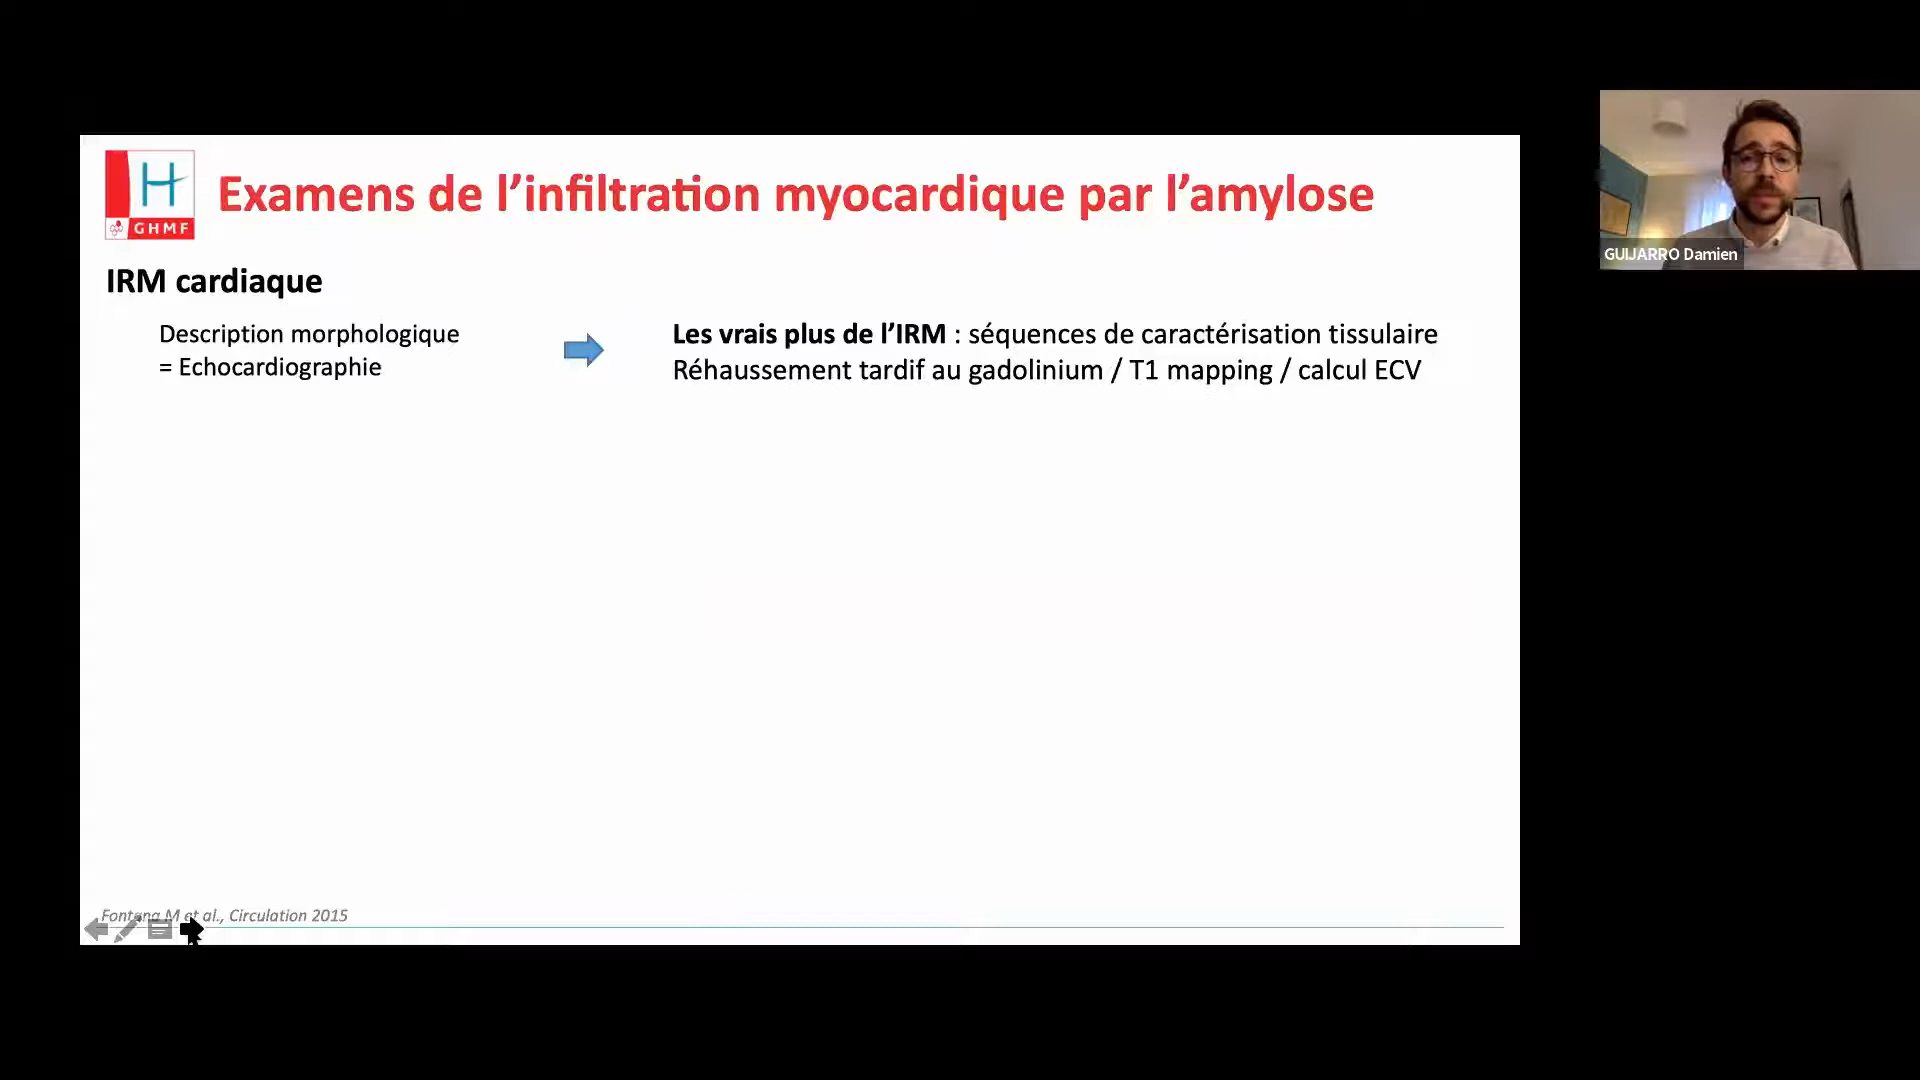 H
GHMF
Examens de l’infiltration myocardique par l’amylose
IRM cardiaque
Description morphologique
= Echocardiographie
Les vrais plus de l’IRM : séquences de caractérisation tissulaire
Réhaussement tardif au gadolinium / T1 mapping / calcul ECV
Fontana M et al., Circulation 2015
GUIJARRO Damien